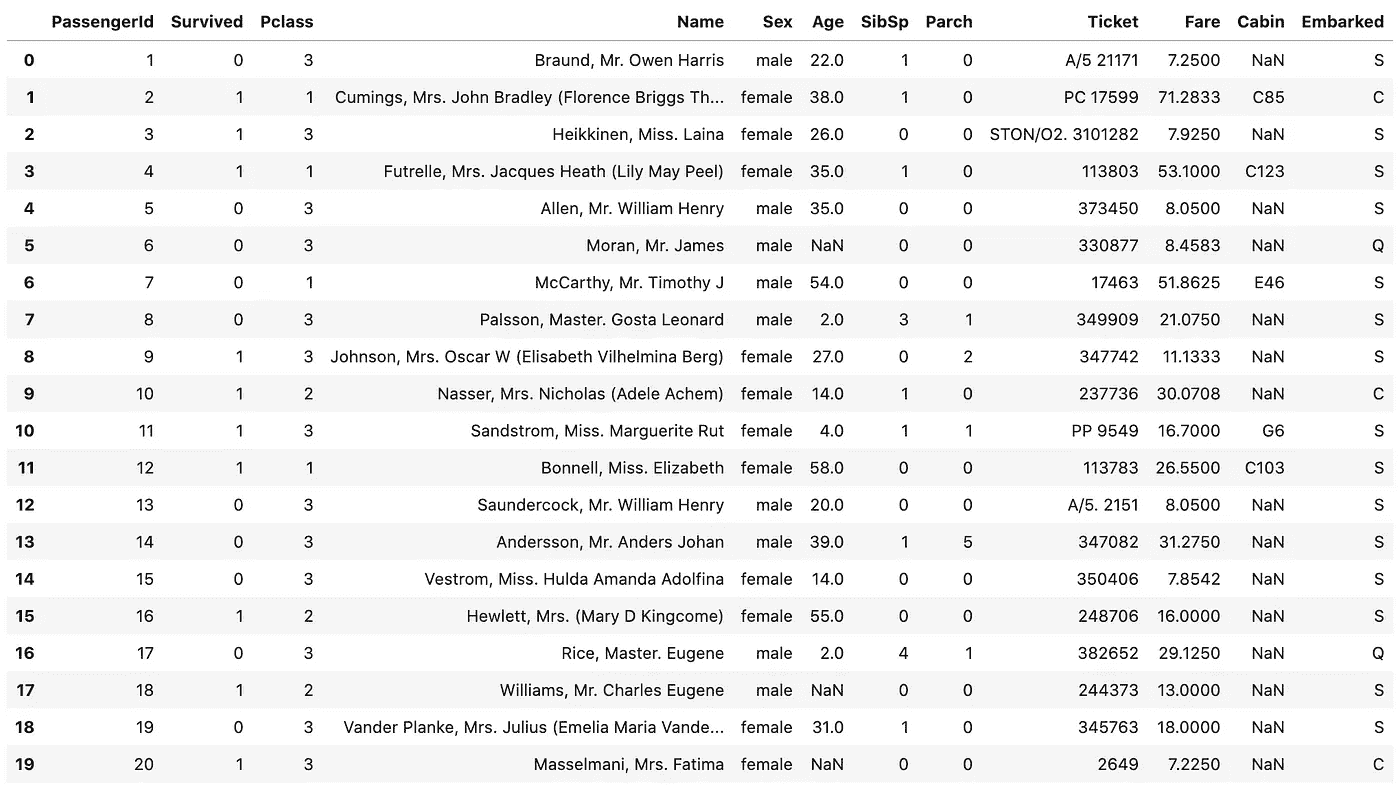 PassengerId Survived Pclass Name Sex Age SibSp Parch Ticket Fare Cabin Embarked
0 1 0 3 Braund, Mr. Owen Harris male 22.0 1 0 A/5 21171 7.2500 NaN S
1 2 1 1 Cumings, Mrs. John Bradley (Florence Briggs Th... female 38.0 1 0 PC 17599 71.2833 C85 C
2 3 1 3 Heikkinen, Miss. Laina female 26.0 0 0 STON/O2. 3101282 7.9250 NaN S
3 4 1 1 Futrelle, Mrs. Jacques Heath (Lily May Peel) female 35.0 1 0 113803 53.1000 C123 S
4 5 0 3 Allen, Mr. William Henry male 35.0 0 0 373450 8.0500 NaN S
5 6 0 3 Moran, Mr. James male NaN 0 0 330877 8.4583 NaN Q
6 7 0 1 McCarthy, Mr. Timothy J male 54.0 0 0 17463 51.8625 E46 S
7 8 0 3 Palsson, Master. Gosta Leonard male 2.0 3 1 349909 21.0750 NaN S
8 9 1 3 Johnson, Mrs. Oscar W (Elisabeth Vilhelmina Berg) female 27.0 0 2 347742 11.1333 NaN S
9 10 1 2 Nasser, Mrs. Nicholas (Adele Achem) female 14.0 1 0 237736 30.0708 NaN C
10 11 1 3 Sandstrom, Miss. Marguerite Rut female 4.0 1 1 PP 9549 16.7000 G6 S
11 12 1 1 Bonnell, Miss. Elizabeth female 58.0 0 0 113783 26.5500 C103 S
12 13 0 3 Saundercock, Mr. William Henry male 20.0 0 0 A/5. 2151 8.0500 NaN S
13 14 0 3 Andersson, Mr. Anders Johan male 39.0 1 5 347082 31.2750 NaN S
14 15 0 3 Vestrom, Miss. Hulda Amanda Adolfina female 14.0 0 0 350406 7.8542 NaN S
15 16 1 2 Hewlett, Mrs. (Mary D Kingcome) female 55.0 0 0 248706 16.0000 NaN S
16 17 0 3 Rice, Master. Eugene male 2.0 4 1 382652 29.1250 NaN Q
17 18 1 2 Williams, Mr. Charles Eugene male NaN 0 0 244373 13.0000 NaN S
18 19 0 3 Vander Planke, Mrs. Julius (Emelia Maria Vande... female 31.0 1 0 345763 18.0000 NaN S
19 20 1 3 Masselmani, Mrs. Fatima female NaN 0 0 2649 7.2250 NaN C